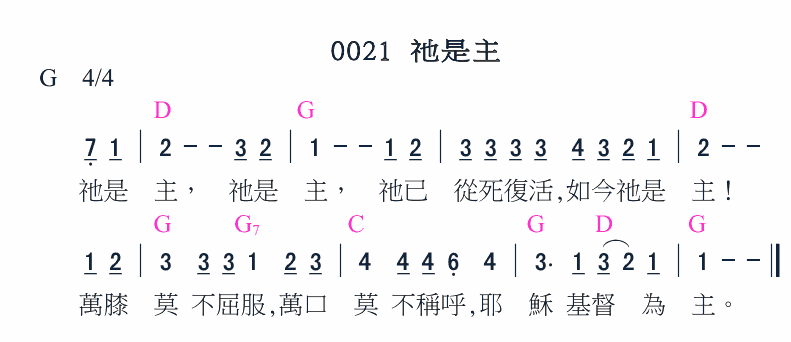 0021 祂是主
G 4/4
D G D
7 1 | 2 - - 3 2 | 1 - - 1 2 | 3 3 3 3 4 3 2 1 | 2 - -
祂是 主， 祂是 主， 祂已 從死復活,如今祂是 主！
G G7 C G D G
1 2 | 3 3 3 1 2 3 | 4 4 4 6 4 | 3. 1 3 2 1 | 1 - - ||
萬膝 莫 不屈服,萬口 莫 不稱呼,耶 穌 基督 為 主。